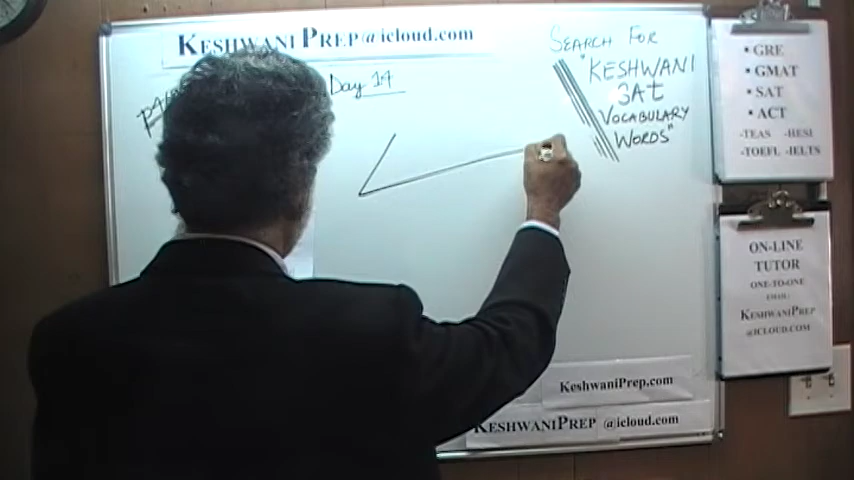 KESHWANI PREP@icloud.com
Day 14
SEARCH FOR
"KESHWANI
SAT
VOCABULARY
WORDS"
• GRE
• GMAT
• SAT
• ACT
-TEAS -HESI
-TOEFL -IELTS
ON-LINE
TUTOR
ONE-TO-ONE
EMAIL:
KESHWANIPREP
@ICLOUD.COM
KeshwaniPrep.com
KESHWANIPREP @icloud.com